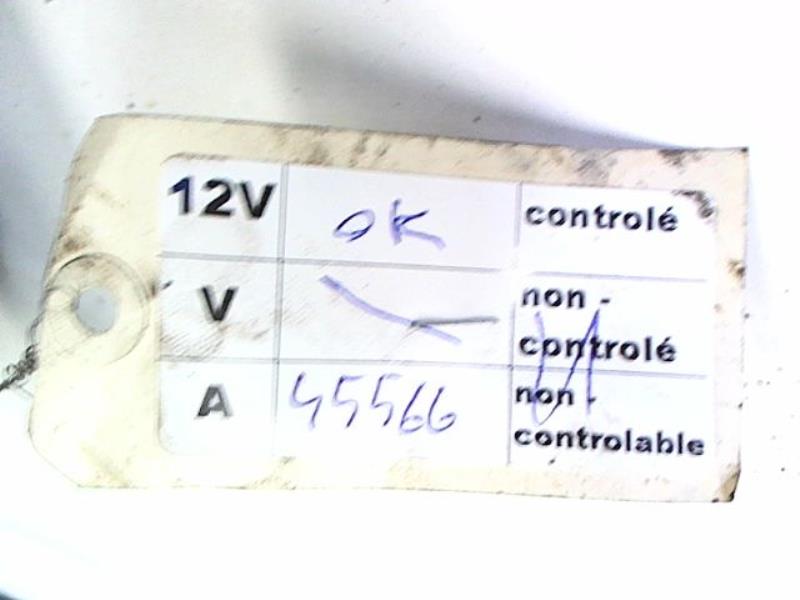 12V OK controlé
V non -
controlé
A 45566 non -
controlable